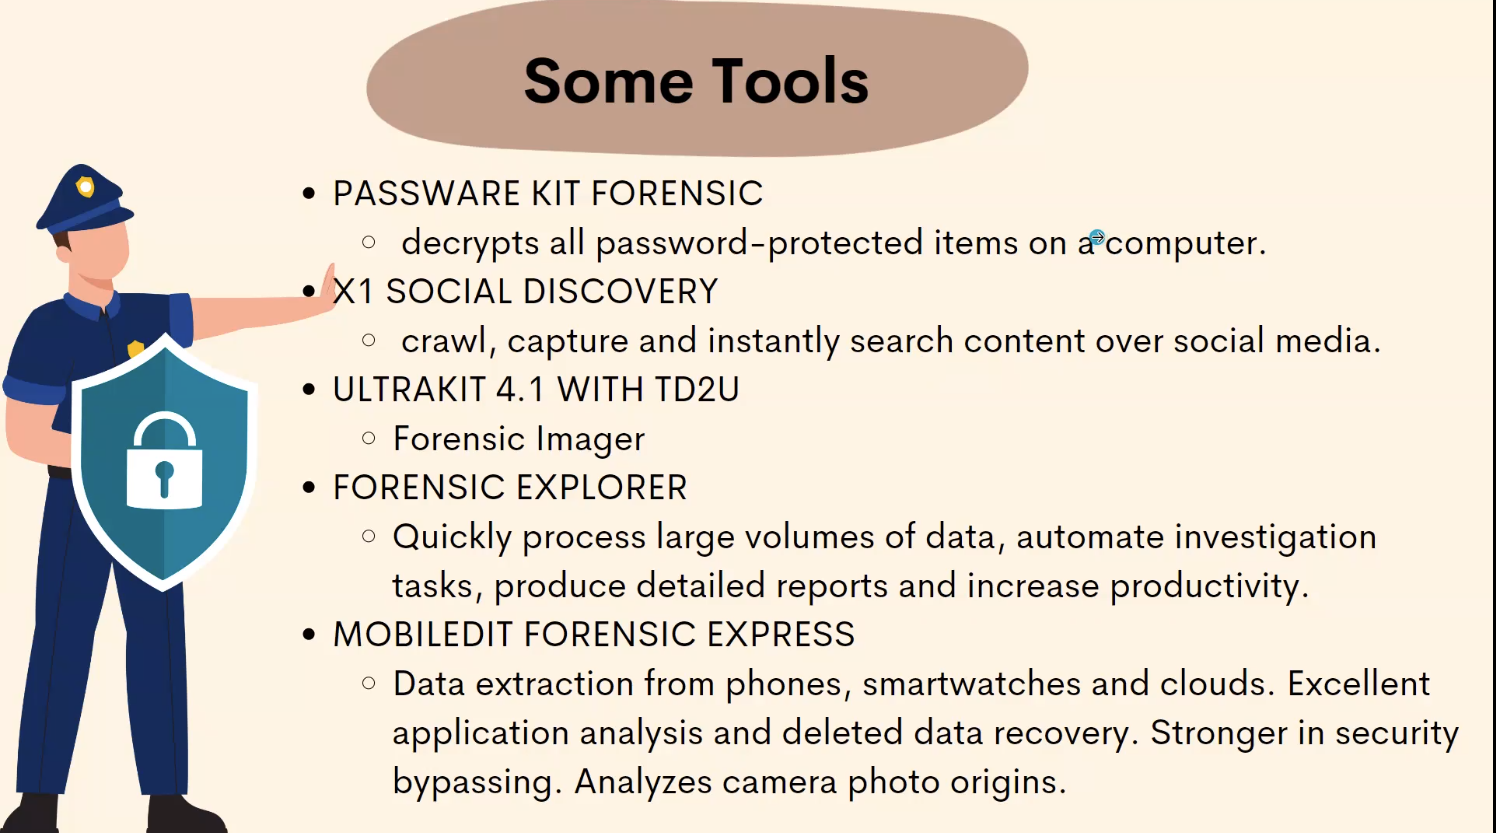 Some Tools
PASSWARE KIT FORENSIC
decrypts all password-protected items on a computer.
X1 SOCIAL DISCOVERY
crawl, capture and instantly search content over social media.
ULTRAKIT 4.1 WITH TD2U
Forensic Imager
FORENSIC EXPLORER
Quickly process large volumes of data, automate investigation
tasks, produce detailed reports and increase productivity.
MOBILEDIT FORENSIC EXPRESS
Data extraction from phones, smartwatches and clouds. Excellent
application analysis and deleted data recovery. Stronger in security
bypassing. Analyzes camera photo origins.